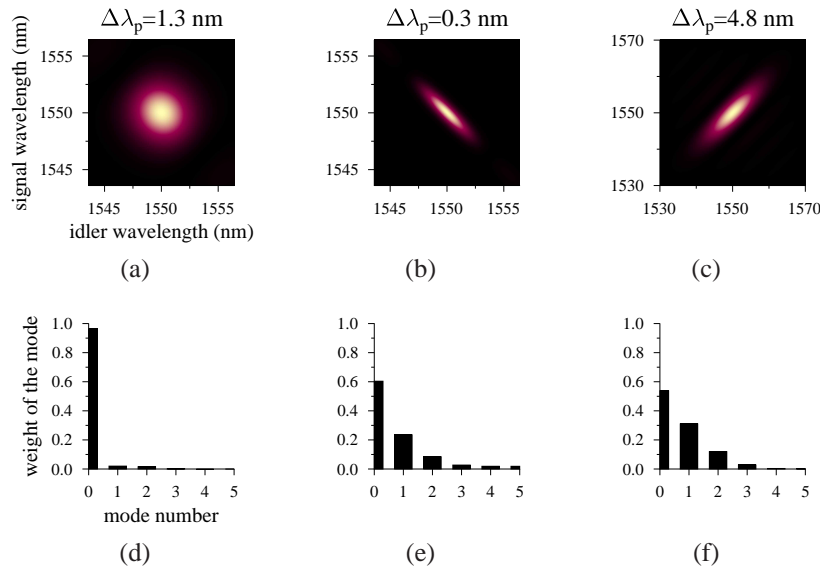 Δλp=1.3 nm Δλp=0.3 nm Δλp=4.8 nm
signal wavelength (nm)
1555 1555 1570
1550 1550 1550
1545 1545 1530
1545 1550 1555 1545 1550 1555 1530 1550 1570
idler wavelength (nm)
(a) (b) (c)
weight of the mode
1.0 1.0 1.0
0.8 0.8 0.8
0.6 0.6 0.6
0.4 0.4 0.4
0.2 0.2 0.2
0.0 0.0 0.0
0 1 2 3 4 5 0 1 2 3 4 5 0 1 2 3 4 5
mode number
(d) (e) (f)